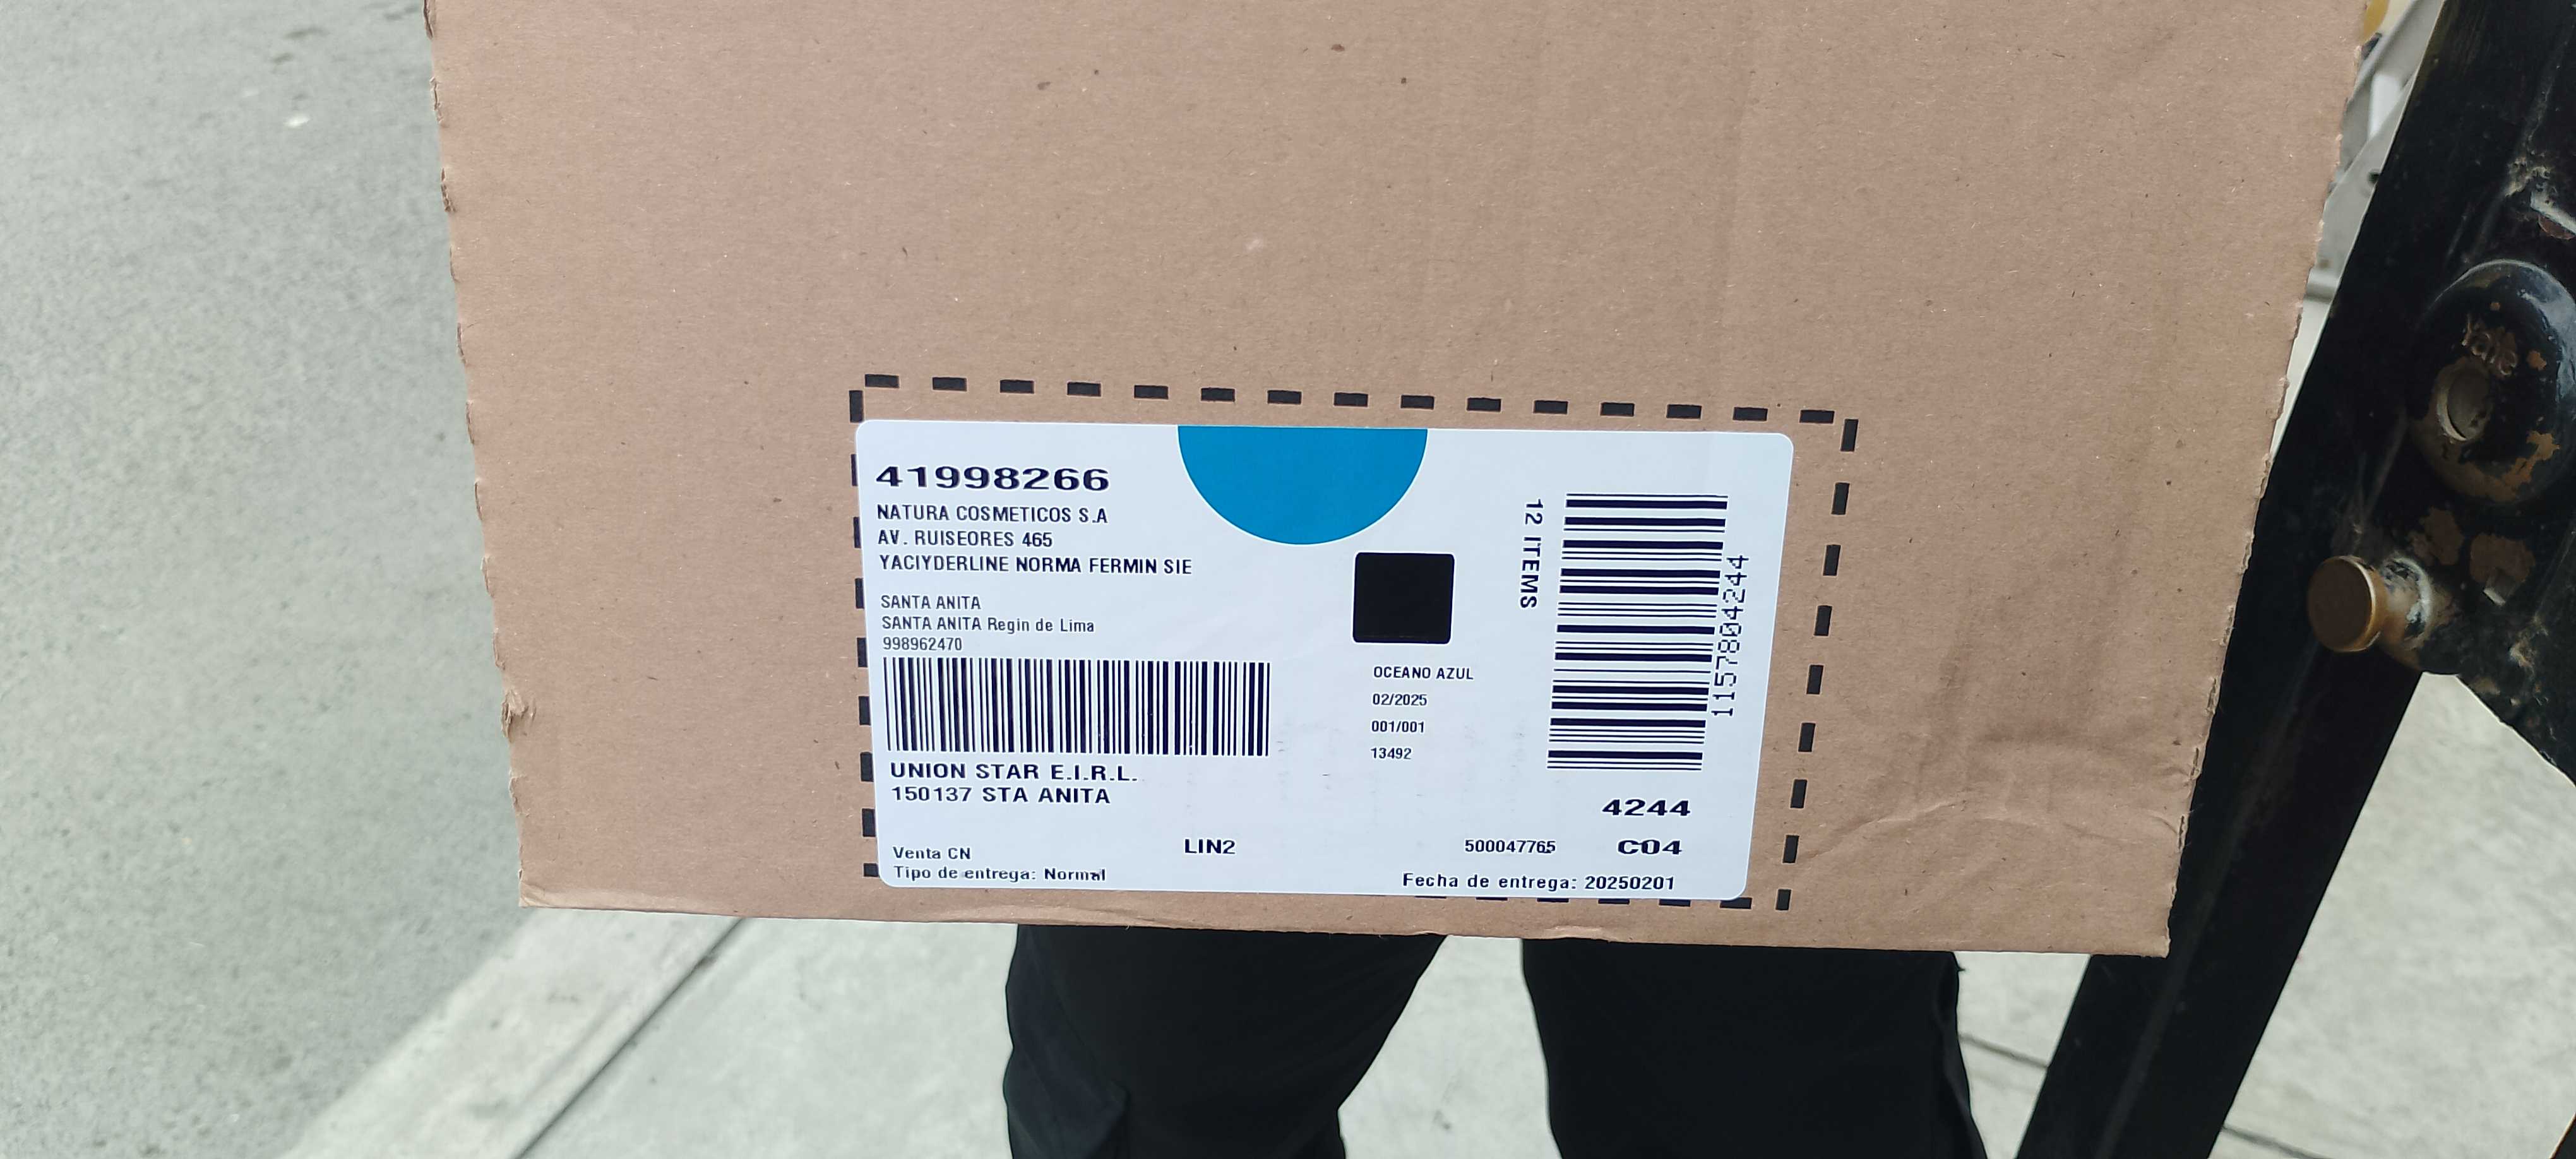 41998266
NATURA COSMETICOS S.A
AV. RUISEORES 465
YACIYDERLINE NORMA FERMIN SIE
SANTA ANITA
SANTA ANITA Regin de Lima
998962470
UNION STAR E.I.R.L.
150137 STA ANITA
Venta CN
LIN2
Tipo de entrega: Normal
OCEANO AZUL
02/2025
001/001
13492
12 ITEMS
11578042244
4244
500047765
C04
Fecha de entrega: 20250201
Yale